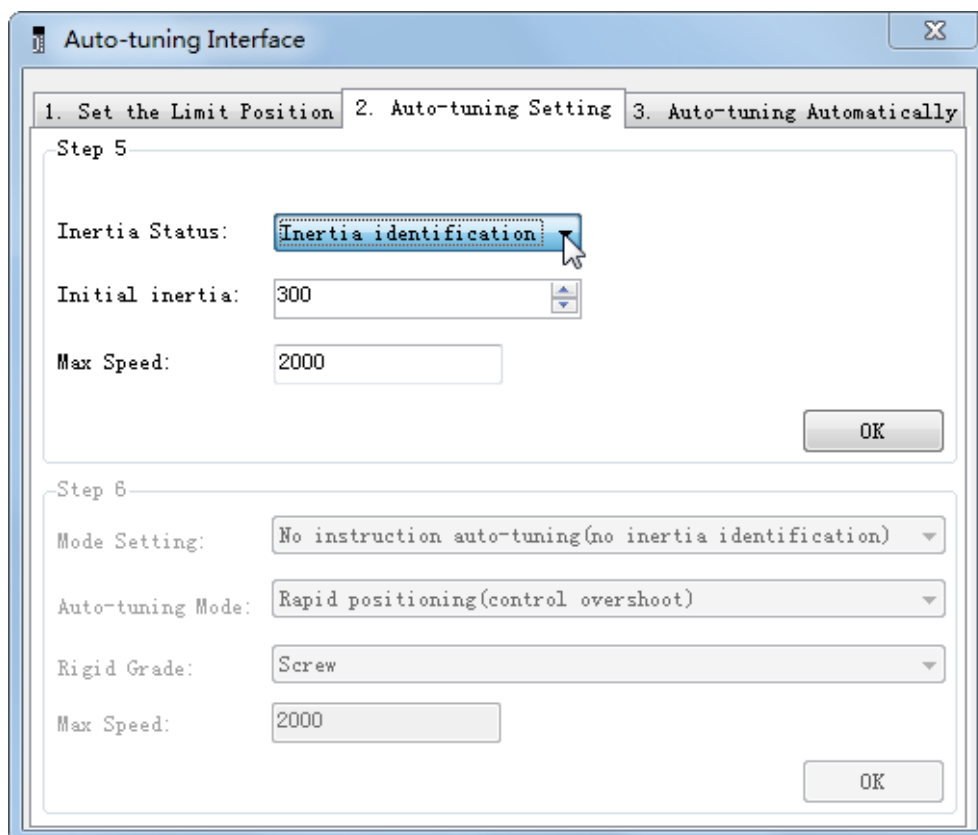 Auto-tuning Interface
1. Set the Limit Position
2. Auto-tuning Setting
3. Auto-tuning Automatically
Step 5
Inertia Status: Inertia identification
Initial inertia: 300
Max Speed: 2000
OK
Step 6
Mode Setting: No instruction auto-tuning(no inertia identification)
Auto-tuning Mode: Rapid positioning(control overshoot)
Rigid Grade: Screw
Max Speed: 2000
OK